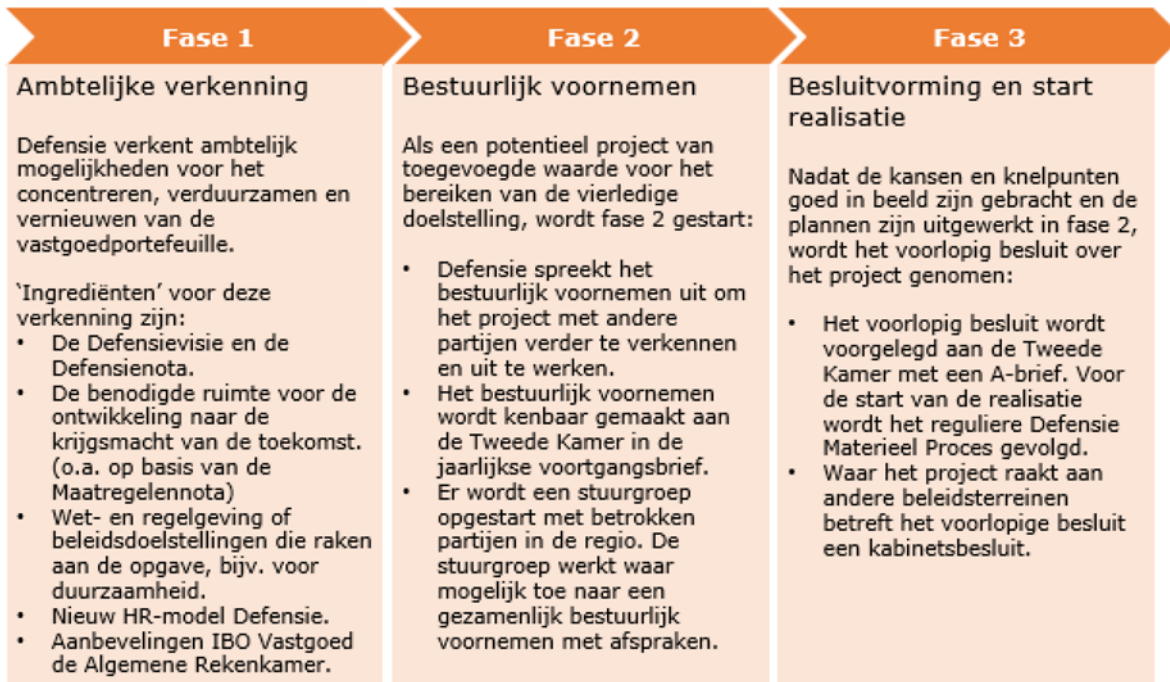 Fase 1
Ambtelijke verkenning
Defensie verkent ambtelijk
mogelijkheden voor het
concentreren, verduurzamen en
vernieuwen van de
vastgoedportefeuille.
‘Ingrediënten’ voor deze
verkenning zijn:
• De Defensievisie en de
Defensienota.
• De benodigde ruimte voor de
ontwikkeling naar de
krijgsmacht van de toekomst.
(o.a. op basis van de
Maatregelennota)
• Wet- en regelgeving of
beleidsdoelstellingen die raken
aan de opgave, bijv. voor
duurzaamheid.
• Nieuw HR-model Defensie.
• Aanbevelingen IBO Vastgoed
de Algemene Rekenkamer.
Fase 2
Bestuurlijk voornemen
Als een potentieel project van
toegevoegde waarde voor het
bereiken van de vierledige
doelstelling, wordt fase 2 gestart:
• Defensie spreekt het
bestuurlijk voornemen uit om
het project met andere
partijen verder te verkennen
en uit te werken.
• Het bestuurlijk voornemen
wordt kenbaar gemaakt aan
de Tweede Kamer in de
jaarlijkse voortgangsbrief.
• Er wordt een stuurgroep
opgestart met betrokken
partijen in de regio. De
stuurgroep werkt waar
mogelijk toe naar een
gezamenlijk bestuurlijk
voornemen met afspraken.
Fase 3
Besluitvorming en start
realisatie
Nadat de kansen en knelpunten
goed in beeld zijn gebracht en de
plannen zijn uitgewerkt in fase 2,
wordt het voorlopig besluit over
het project genomen:
• Het voorlopig besluit wordt
voorgelegd aan de Tweede
Kamer met een A-brief. Voor
de start van de realisatie
wordt het reguliere Defensie
Materieel Proces gevolgd.
• Waar het project raakt aan
andere beleidsterreinen
betreft het voorlopige besluit
een kabinetsbesluit.